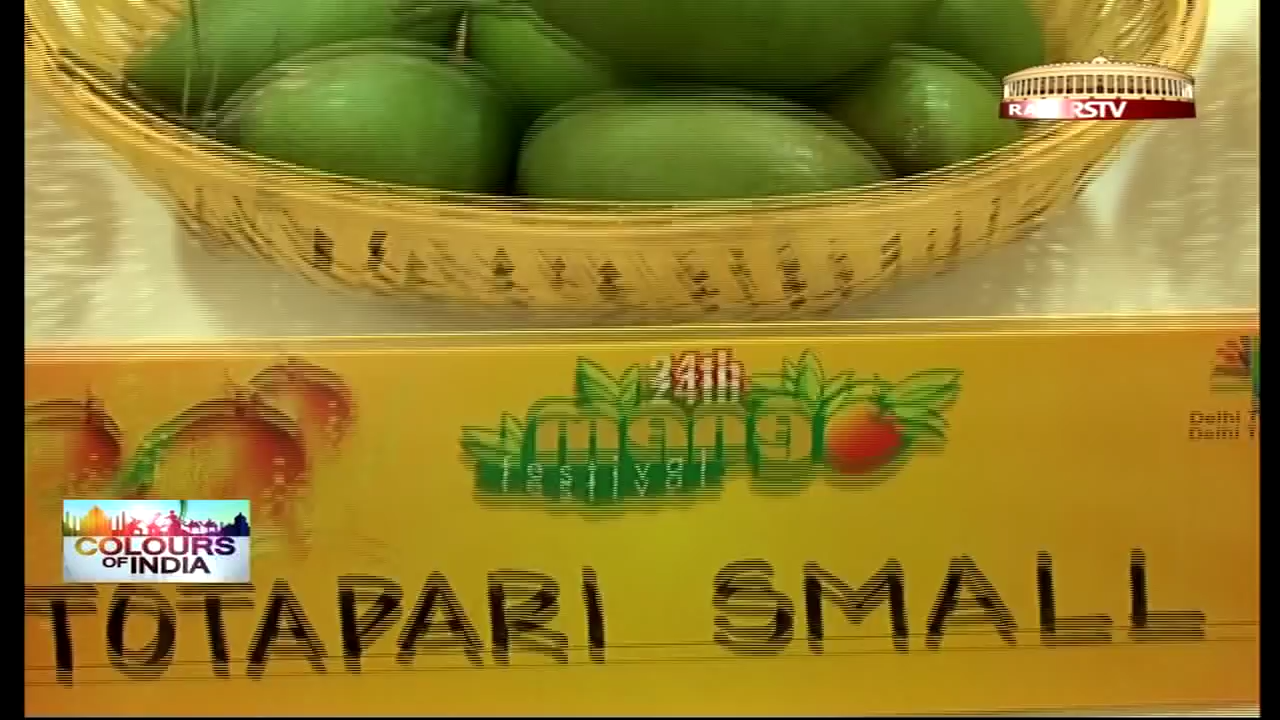 RSTV
24th
mango
festival
COLOURS
OF INDIA
TOTAPARI SMALL